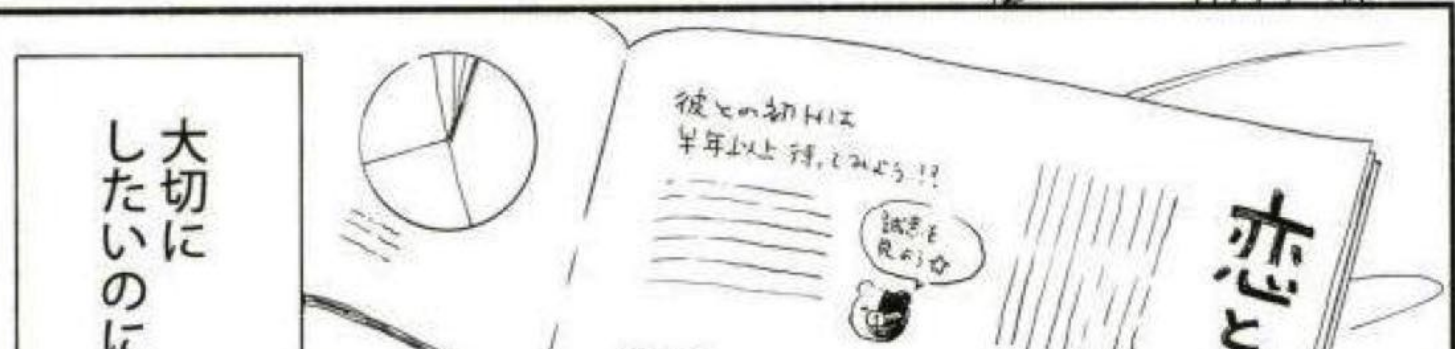 恋と
彼との初Hは
半年以上待ってみよう!?
誠意を
見よう☆
大切に
したいのに